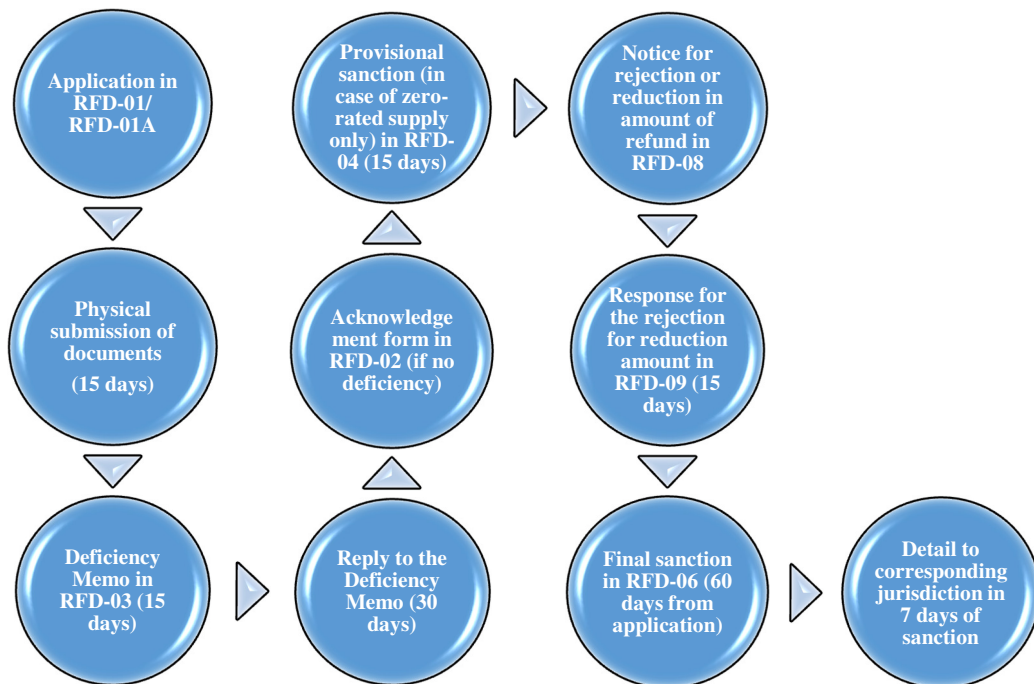 Application in
RFD-01/
RFD-01A
Physical
submission of
documents
(15 days)
Deficiency
Memo in
RFD-03 (15
days)
Reply to the
Deficiency
Memo (30
days)
Acknowledge
ment form in
RFD-02 (if no
deficiency)
Provisional
sanction (in
case of zero-
rated supply
only) in RFD-
04 (15 days)
Notice for
rejection or
reduction in
amount of
refund in
RFD-08
Response for
the rejection
for reduction
amount in
RFD-09 (15
days)
Final sanction
in RFD-06 (60
days from
application)
Detail to
corresponding
jurisdiction in
7 days of
sanction